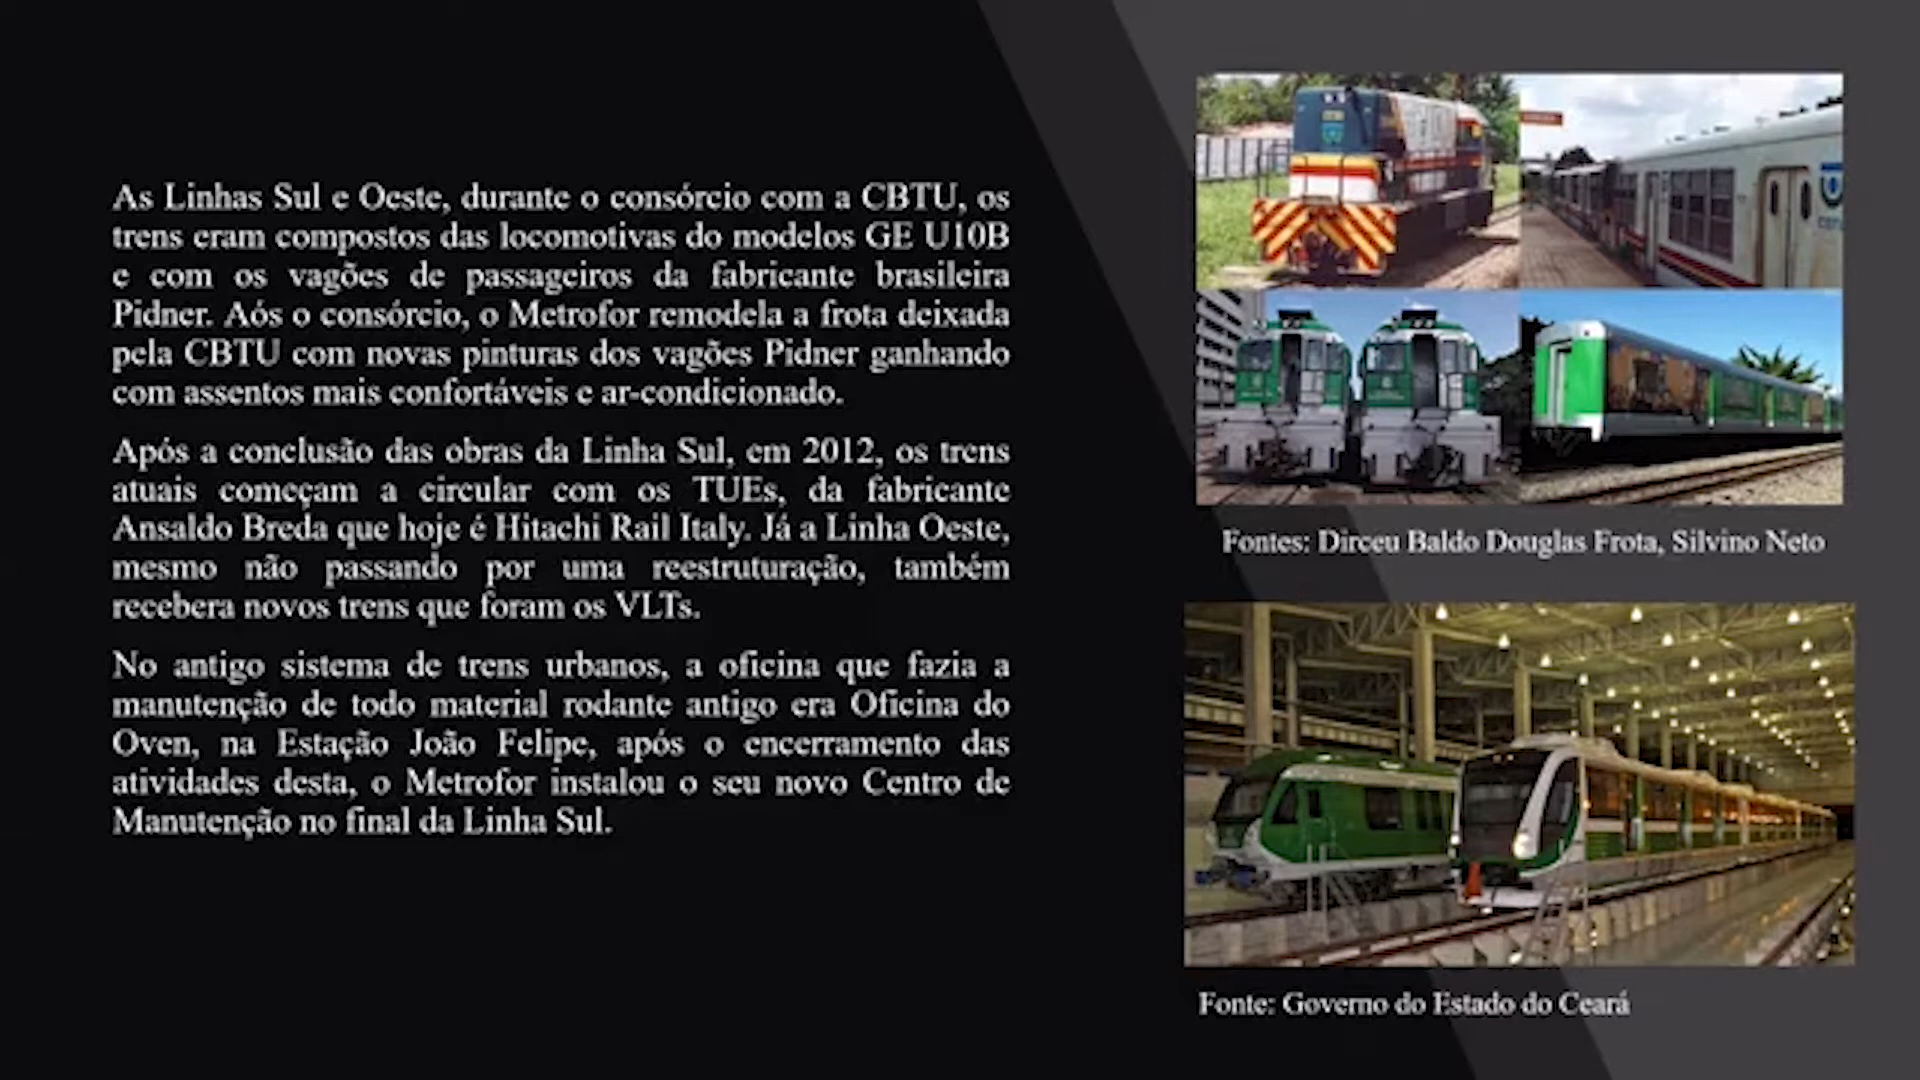 As Linhas Sul e Oeste, durante o consórcio com a CBTU, os
trens eram compostos das locomotivas do modelos GE U10B
e com os vagões de passageiros da fabricante brasileira
Pidner. Aós o consórcio, o Metrofor remodela a frota deixada
pela CBTU com novas pinturas dos vagões Pidner ganhando
com assentos mais confortáveis e ar-condicionado.
Após a conclusão das obras da Linha Sul, em 2012, os trens
atuais começam a circular com os TUEs, da fabricante
Ansaldo Breda que hoje é Hitachi Rail Italy. Já a Linha Oeste,
mesmo não passando por uma reestruturação, também
recebera novos trens que foram os VLTs.
No antigo sistema de trens urbanos, a oficina que fazia a
manutenção de todo material rodante antigo era Oficina do
Oven, na Estação João Felipe, após o encerramento das
atividades desta, o Metrofor instalou o seu novo Centro de
Manutenção no final da Linha Sul.
Fontes: Dirceu Baldo Douglas Frota, Silvino Neto
Fonte: Governo do Estado do Ceará